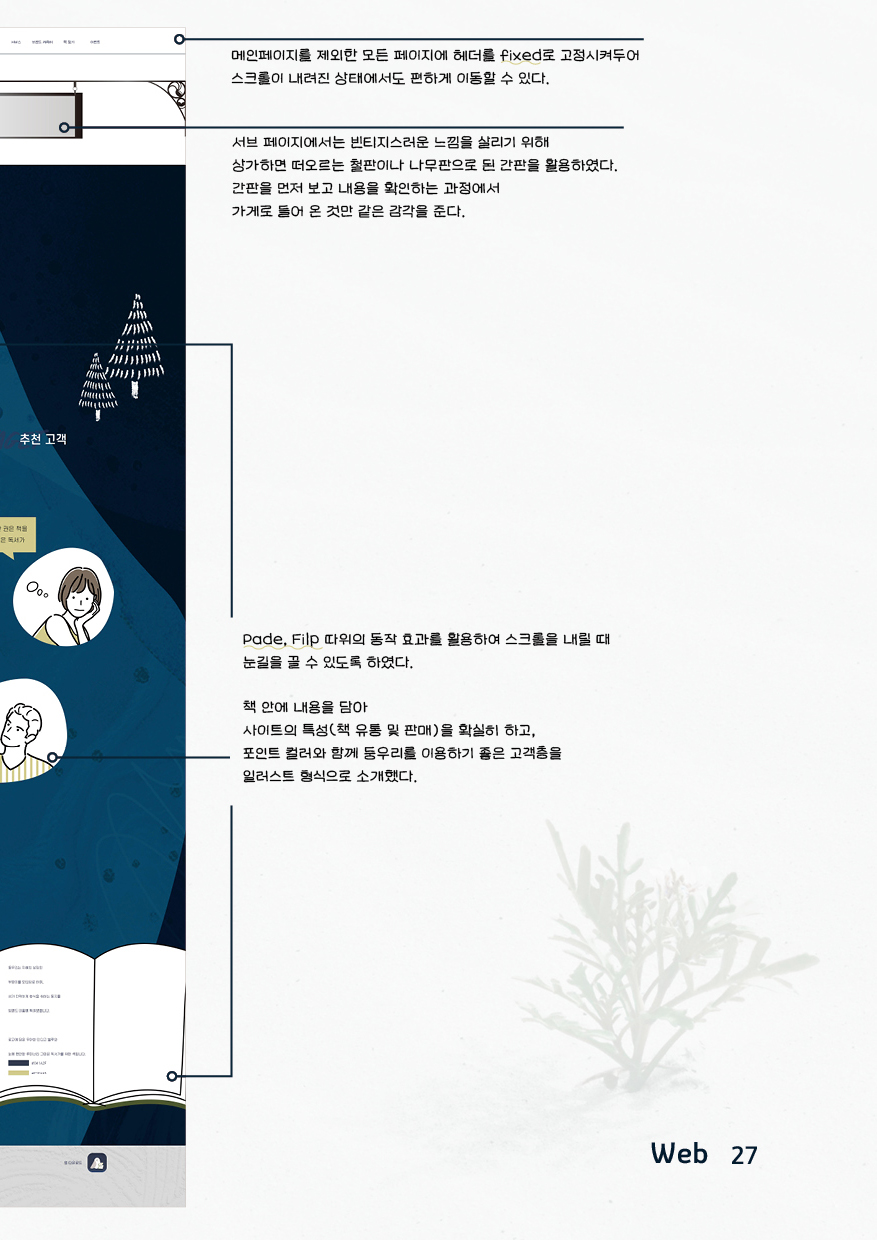 메인페이지를 제외한 모든 페이지에 헤더를 fixed로 고정시켜두어
스크롤이 내려진 상태에서도 편하게 이동할 수 있다.
서브 페이지에서는 빈티지스러운 느낌을 살리기 위해
상가하면 떠오르는 철판이나 나무판으로 된 간판을 활용하였다.
간판을 먼저 보고 내용을 확인하는 과정에서
가게로 들어 온 것만 같은 감각을 준다.
추천 고객
은 독서가
Pade, Filp 따위의 동작 효과를 활용하여 스크롤을 내릴 때
눈길을 끌 수 있도록 하였다.
책 안에 내용을 담아
사이트의 특성(책 유통 및 판매)을 확실히 하고,
포인트 컬러와 함께 둥우리를 이용하기 좋은 고객층을
일러스트 형식으로 소개했다.
Web 27